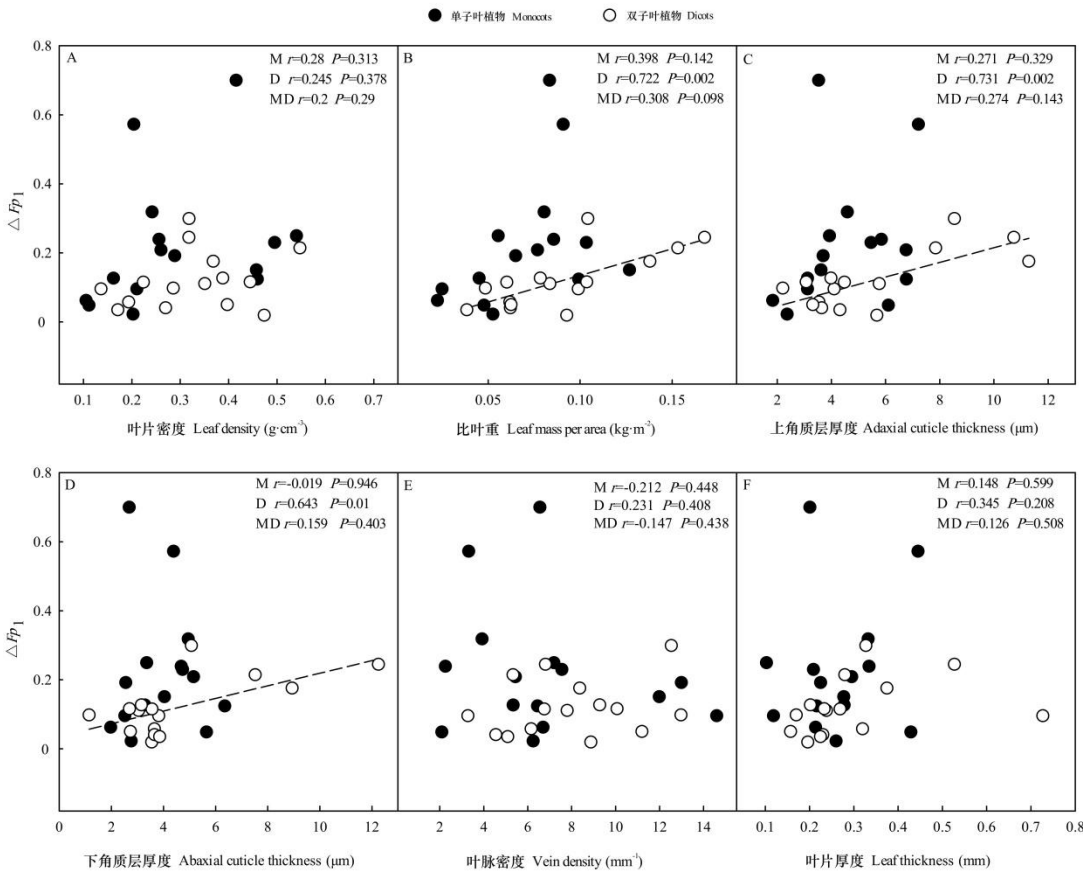 单子叶植物 Monocots 双子叶植物 Dicots
0.8
0.6
0.4
0.2
0
△Fp1
A
M r=0.28 P=0.313
D r=0.245 P=0.378
MD r=0.2 P=0.29
0.1 0.2 0.3 0.4 0.5 0.6 0.7
叶片密度 Leaf density (g·cm-3)
B
M r=0.398 P=0.142
D r=0.722 P=0.002
MD r=0.308 P=0.098
0.05 0.10 0.15
比叶重 Leaf mass per area (kg·m-2)
C
M r=0.271 P=0.329
D r=0.731 P=0.002
MD r=0.274 P=0.143
2 4 6 8 10 12
上角质层厚度 Adaxial cuticle thickness (μm)
0.8
0.6
0.4
0.2
0
△Fp1
D
M r=-0.019 P=0.946
D r=0.643 P=0.01
MD r=0.159 P=0.403
0 2 4 6 8 10 12
下角质层厚度 Abaxial cuticle thickness (μm)
E
M r=-0.212 P=0.448
D r=0.231 P=0.408
MD r=-0.147 P=0.438
2 4 6 8 10 12 14
叶脉密度 Vein density (mm-1)
F
M r=0.148 P=0.599
D r=0.345 P=0.208
MD r=0.126 P=0.508
0.1 0.2 0.3 0.4 0.5 0.6 0.7 0.8
叶片厚度 Leaf thickness (mm)